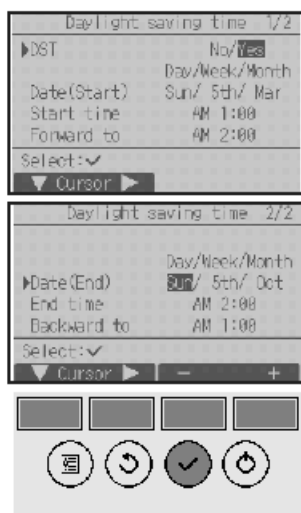 Daylight saving time 1/2
▶DST No/Yes
Day/Week/Month
Date(Start) Sun/ 5th/ Mar
Start time AM 1:00
Forward to AM 2:00
Select:✓
▼ Cursor ▶
Daylight saving time 2/2
Day/Week/Month
▶Date(End) Sun/ 5th/ Oct
End time AM 2:00
Backward to AM 1:00
Select:✓
▼ Cursor ▶ − +